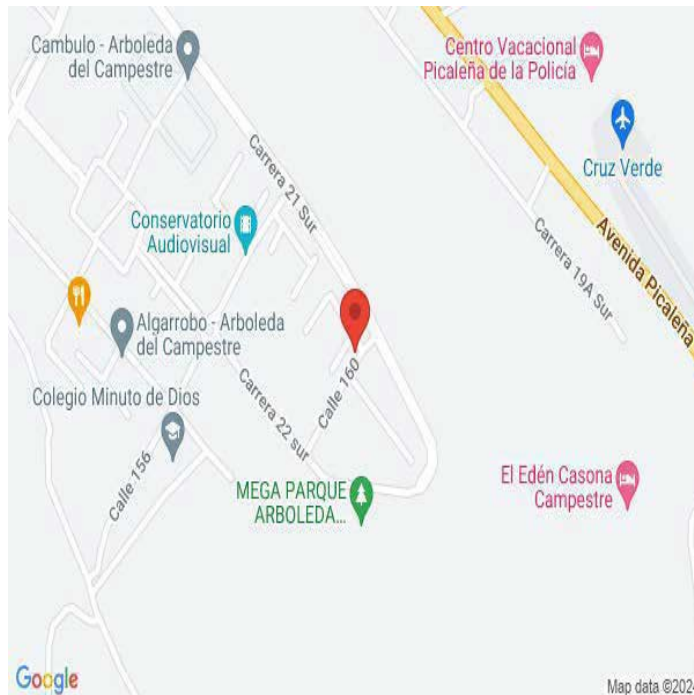 Cambulo - Arboleda
del Campestre
Centro Vacacional
Picaleña de la Policía
Cruz Verde
Carrera 21 Sur
Conservatorio
Audiovisual
Carrera 19A Sur
Avenida Picaleña
Algarrobo - Arboleda
del Campestre
Calle 160
Colegio Minuto de Dios
Carrera 22 sur
Calle 156
MEGA PARQUE
ARBOLEDA...
El Edén Casona
Campestre
Google
Map data ©202